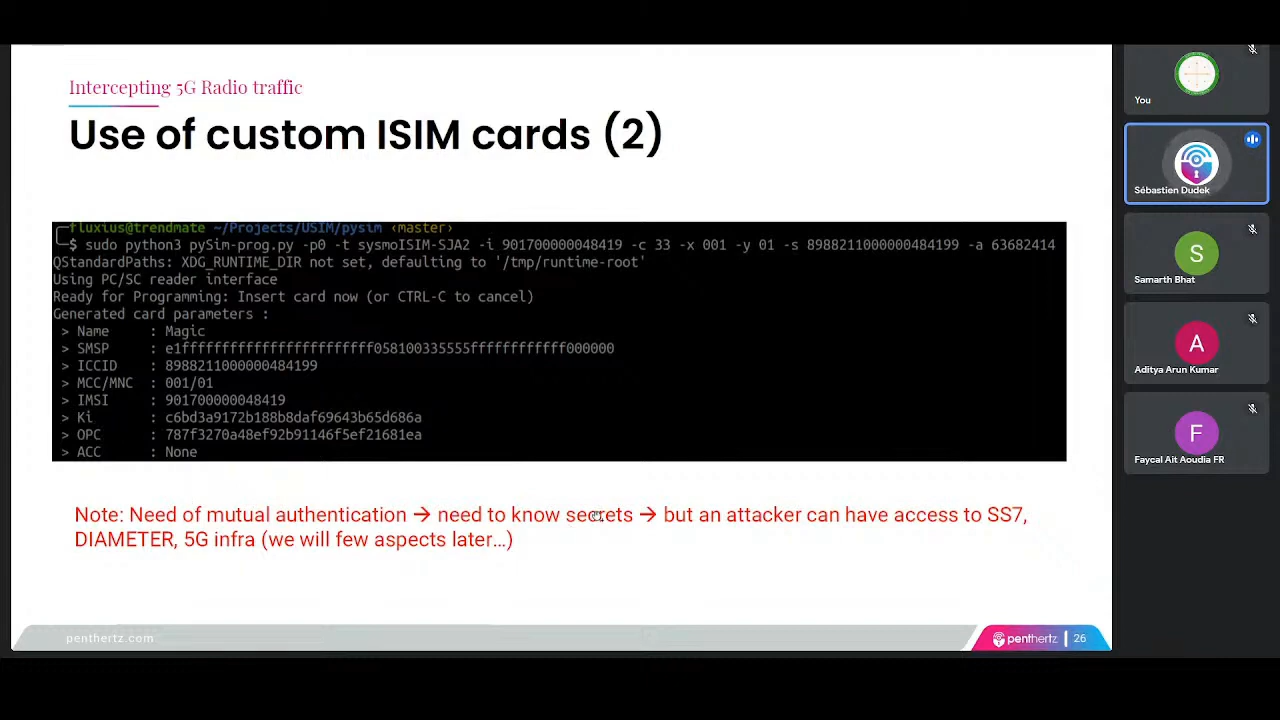 Intercepting 5G Radio traffic
Use of custom ISIM cards (2)
fluxius@trendmate ~/Projects/USIM/pysim ‹master›
$ sudo python3 pySim-prog.py -p0 -t sysmoISIM-SJA2 -i 901700000048419 -c 33 -x 001 -y 01 -s 8988211000000484199 -a 63682414
QStandardPaths: XDG_RUNTIME_DIR not set, defaulting to '/tmp/runtime-root'
Using PC/SC reader interface
Ready for Programming: Insert card now (or CTRL-C to cancel)
Generated card parameters :
> Name : Magic
> SMSP : e1ffffffffffffffffffffffff058100335555ffffffffffff000000
> ICCID : 8988211000000484199
> MCC/MNC : 001/01
> IMSI : 901700000048419
> Ki : c6bd3a9172b188b8daf69643b65d686a
> OPC : 787f3270a48ef92b91146f5ef21681ea
> ACC : None
Note: Need of mutual authentication → need to know secrets → but an attacker can have access to SS7,
DIAMETER, 5G infra (we will few aspects later…)
penthertz.com
penthertz | 26
You
Sébastien Dudek
S
Samarth Bhat
A
Aditya Arun Kumar
F
Faycal Ait Aoudia FR